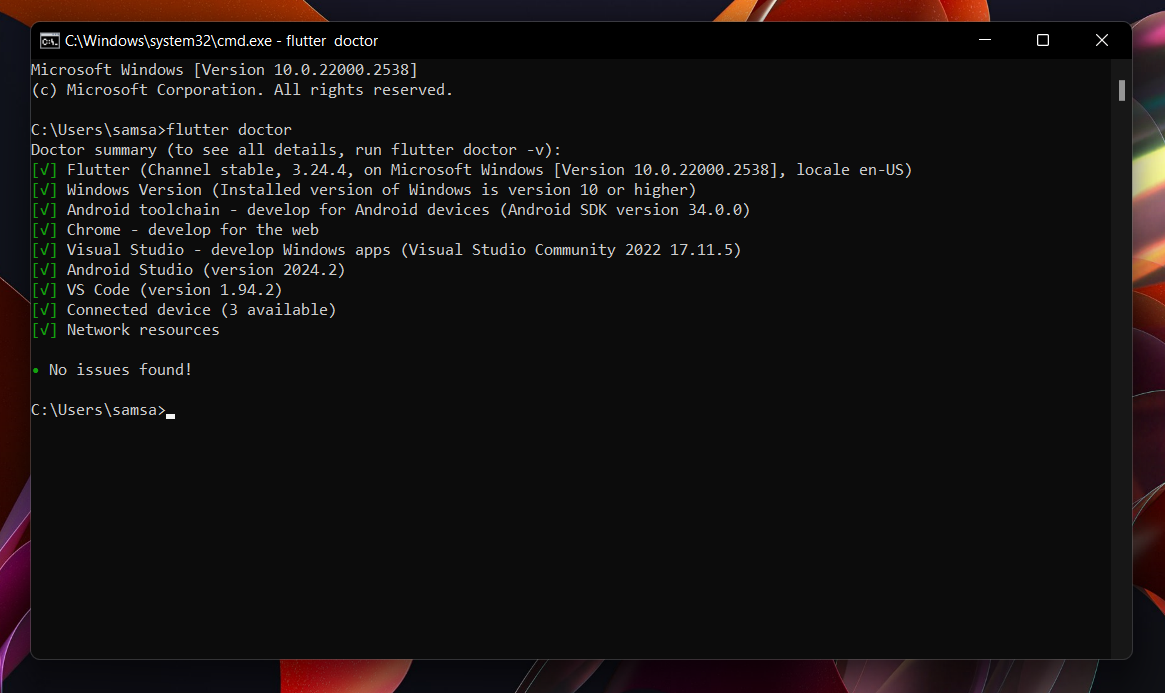 C:\Windows\system32\cmd.exe - flutter  doctor
Microsoft Windows [Version 10.0.22000.2538]
(c) Microsoft Corporation. All rights reserved.
C:\Users\samsa>flutter doctor
Doctor summary (to see all details, run flutter doctor -v):
[√] Flutter (Channel stable, 3.24.4, on Microsoft Windows [Version 10.0.22000.2538], locale en-US)
[√] Windows Version (Installed version of Windows is version 10 or higher)
[√] Android toolchain - develop for Android devices (Android SDK version 34.0.0)
[√] Chrome - develop for the web
[√] Visual Studio - develop Windows apps (Visual Studio Community 2022 17.11.5)
[√] Android Studio (version 2024.2)
[√] VS Code (version 1.94.2)
[√] Connected device (3 available)
[√] Network resources
• No issues found!
C:\Users\samsa>